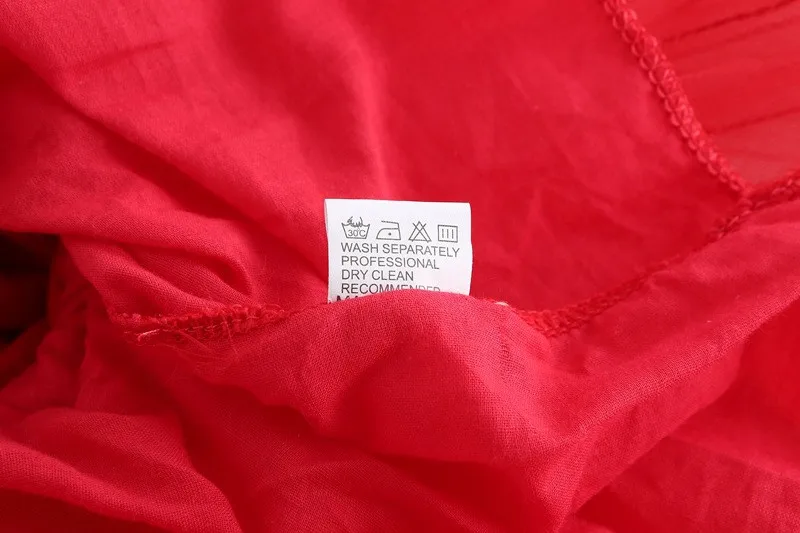 30°C
WASH SEPARATELY
PROFESSIONAL
DRY CLEAN
RECOMMENDED